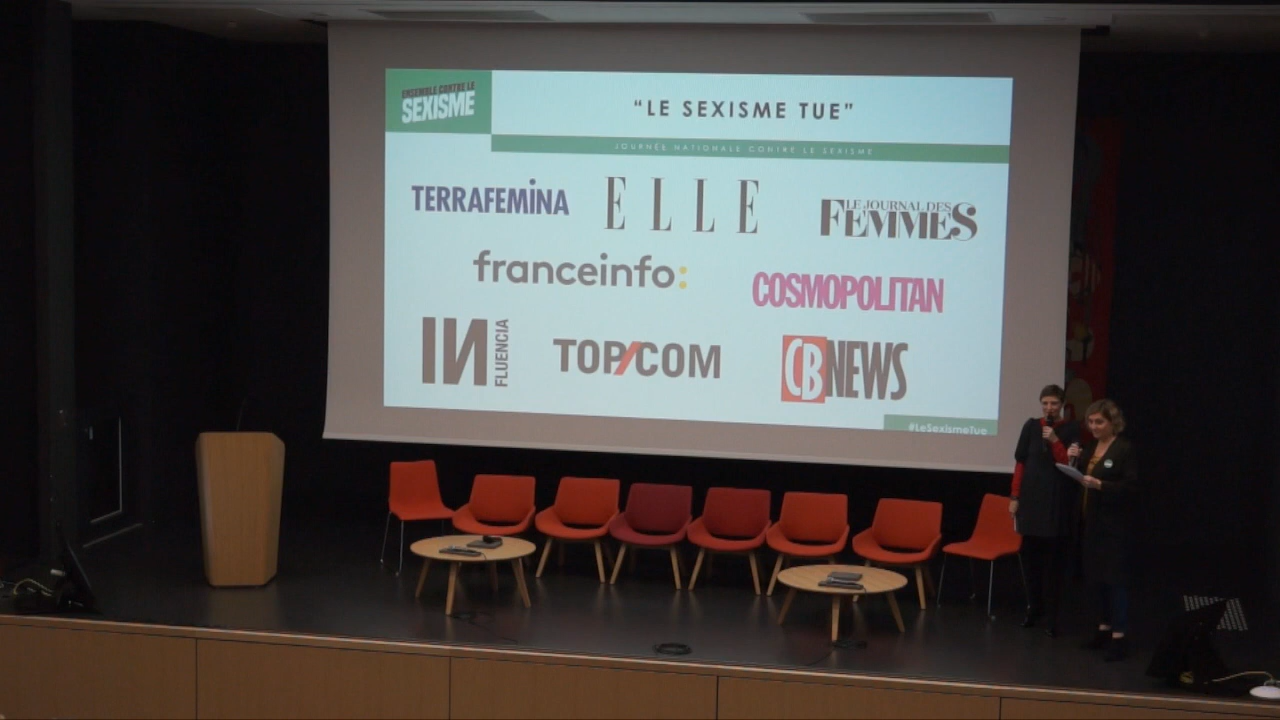 ENSEMBLE CONTRE LE
SEXISME
“LE SEXISME TUE”
JOURNÉE NATIONALE CONTRE LE SEXISME
TERRAFEMINA
ELLE
LE JOURNAL DES
FEMMES
franceinfo:
COSMOPOLITAN
IN
FLUENCIA
TOP/COM
CBNEWS
#LeSexismeTue